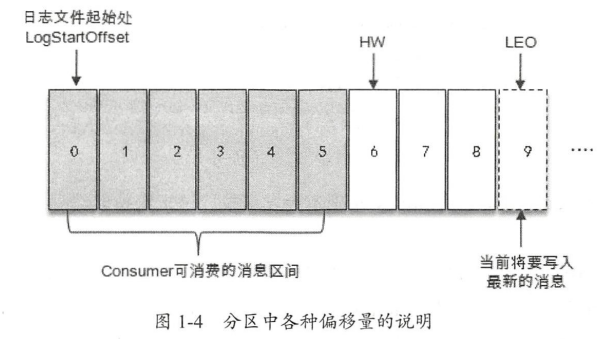 日志文件起始处
LogStartOffset
HW
LEO
0 1 2 3 4 5 6 7 8 9 ····
Consumer可消费的消息区间
当前将要写入
最新的消息
图 1-4 分区中各种偏移量的说明